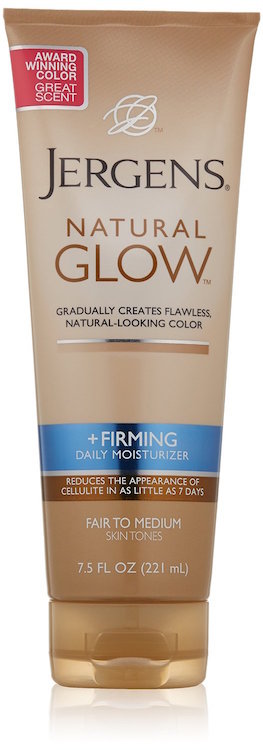 AWARD
WINNING
COLOR
GREAT
SCENT
TM
JERGENS®
NATURAL
GLOW™
GRADUALLY CREATES FLAWLESS,
NATURAL-LOOKING COLOR
+FIRMING
DAILY MOISTURIZER
REDUCES THE APPEARANCE OF
CELLULITE IN AS LITTLE AS 7 DAYS
FAIR TO MEDIUM
SKIN TONES
7.5 FL OZ (221 mL)